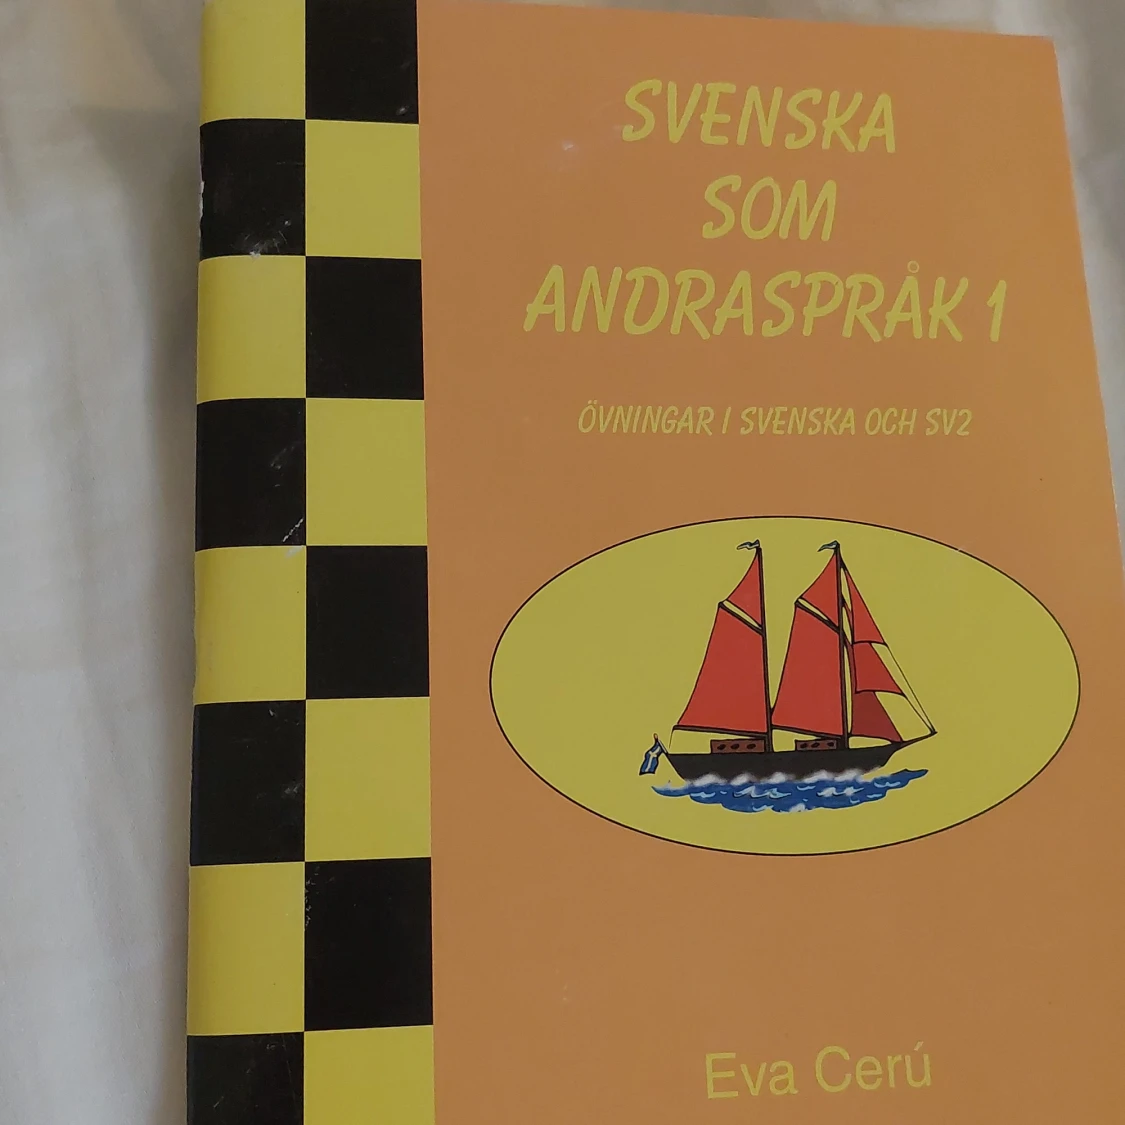 SVENSKA
SOM
ANDRASPRÅK 1
ÖVNINGAR I SVENSKA OCH SV2
Eva Cerú